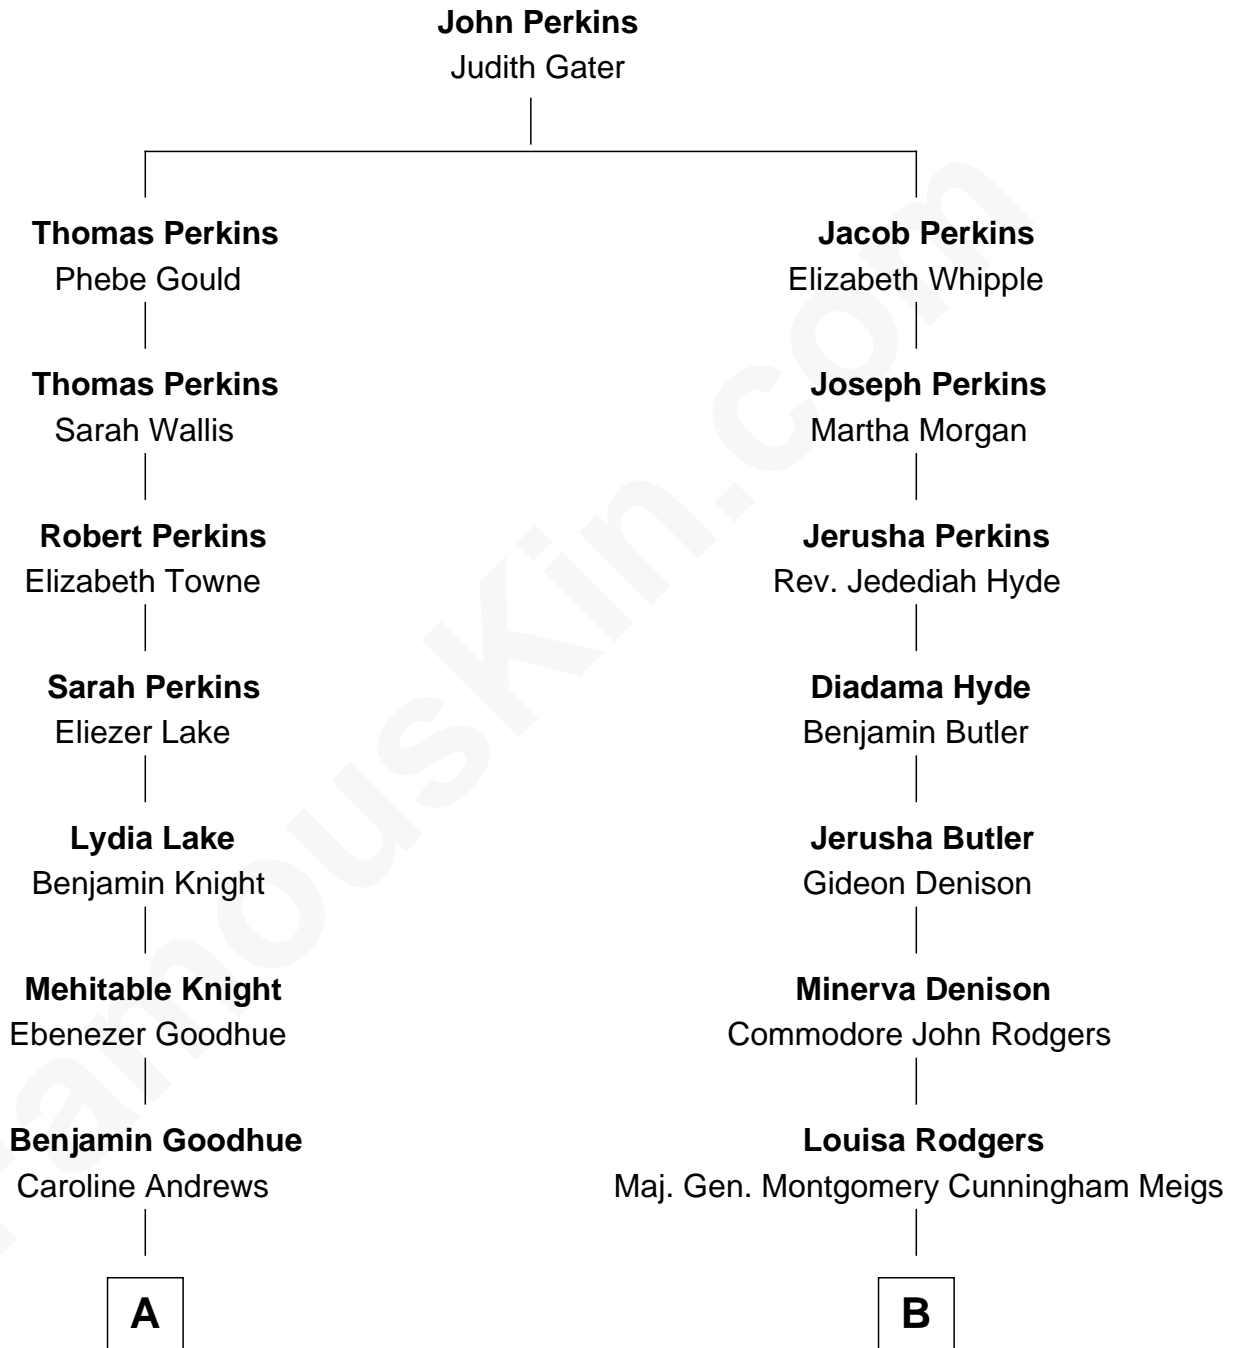 John Perkins
Judith Gater
Thomas Perkins
Phebe Gould
Jacob Perkins
Elizabeth Whipple
Thomas Perkins
Sarah Wallis
Joseph Perkins
Martha Morgan
Robert Perkins
Elizabeth Towne
Jerusha Perkins
Rev. Jedediah Hyde
Sarah Perkins
Eliezer Lake
Diadama Hyde
Benjamin Butler
Lydia Lake
Benjamin Knight
Jerusha Butler
Gideon Denison
Mehitable Knight
Ebenezer Goodhue
Minerva Denison
Commodore John Rodgers
Benjamin Goodhue
Caroline Andrews
Louisa Rodgers
Maj. Gen. Montgomery Cunningham Meigs
A
B
FamousKin.com